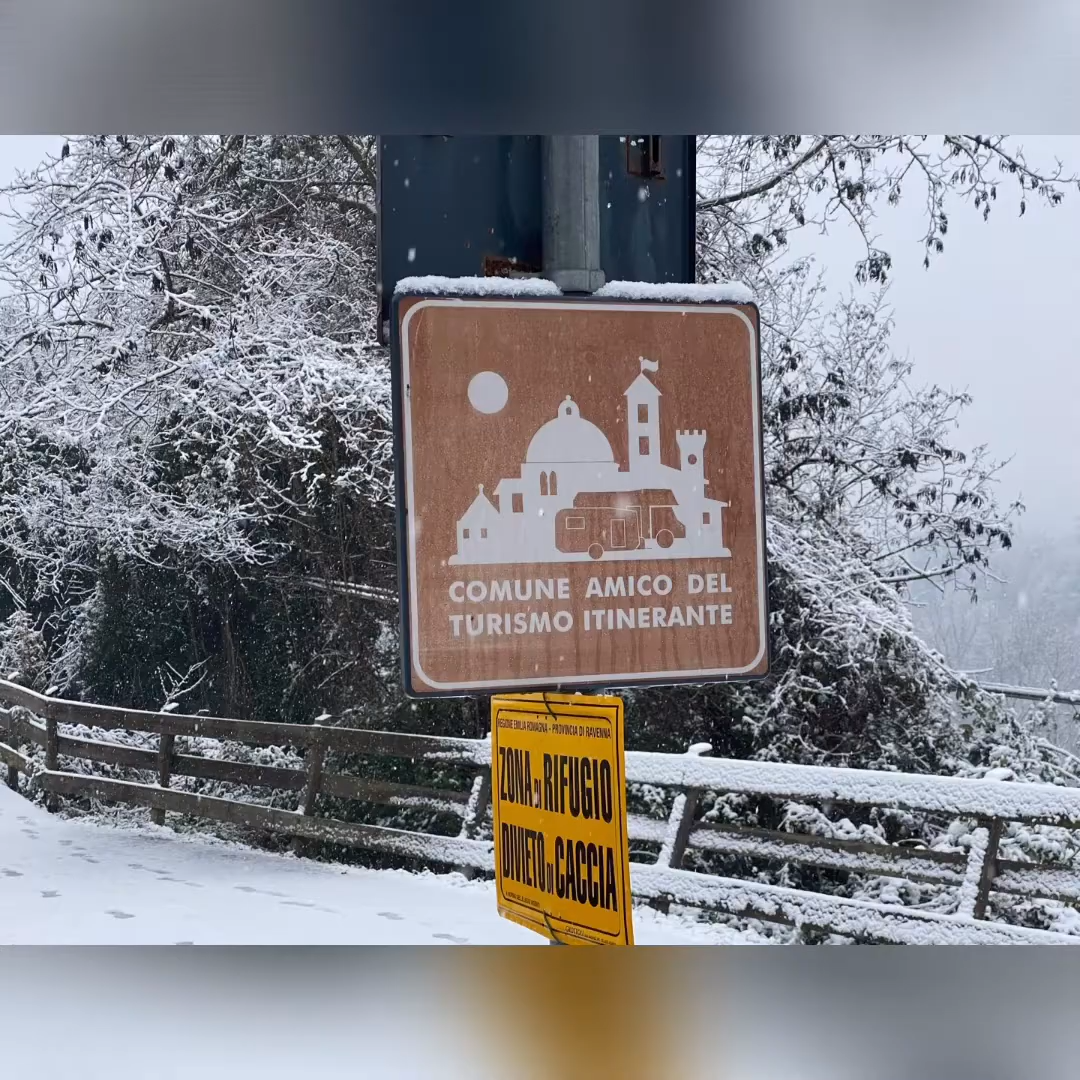 COMUNE AMICO DEL
TURISMO ITINERANTE
REGIONE EMILIA ROMAGNA - PROVINCIA DI RAVENNA
ZONA DI RIFUGIO
DIVIETO DI CACCIA